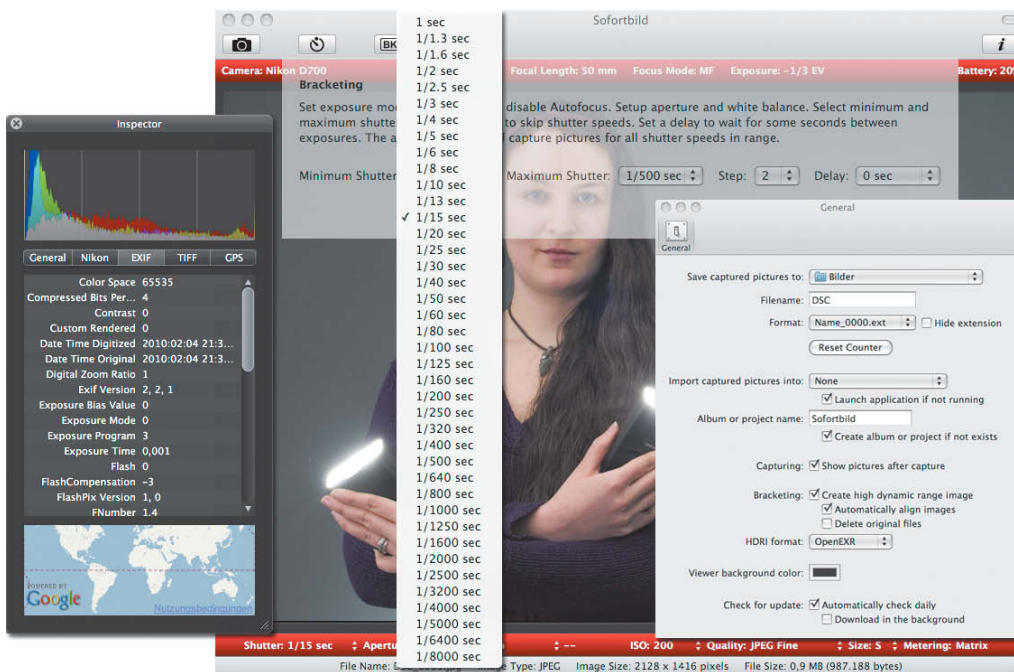 Sofortbild
BK
i
Camera: Nikon D700
Focal Length: 50 mm
Focus Mode: MF
Exposure: -1/3 EV
Battery: 20
Bracketing
Set exposure mo
disable Autofocus. Setup aperture and white balance. Select minimum and
maximum shutte
to skip shutter speeds. Set a delay to wait for some seconds between
exposures. The a
capture pictures for all shutter speeds in range.
Minimum Shutter
Maximum Shutter: 1/500 sec
Step: 2
Delay: 0 sec
1 sec
1/1.3 sec
1/1.6 sec
1/2 sec
1/2.5 sec
1/3 sec
1/4 sec
1/5 sec
1/6 sec
1/8 sec
1/10 sec
1/13 sec
✓ 1/15 sec
1/20 sec
1/25 sec
1/30 sec
1/40 sec
1/50 sec
1/60 sec
1/80 sec
1/100 sec
1/125 sec
1/160 sec
1/200 sec
1/250 sec
1/320 sec
1/400 sec
1/500 sec
1/640 sec
1/800 sec
1/1000 sec
1/1250 sec
1/1600 sec
1/2000 sec
1/2500 sec
1/3200 sec
1/4000 sec
1/5000 sec
1/6400 sec
1/8000 sec
Inspector
General Nikon EXIF TIFF GPS
Color Space 65535
Compressed Bits Per... 4
Contrast 0
Custom Rendered 0
Date Time Digitized 2010:02:04 21:3...
Date Time Original 2010:02:04 21:3...
Digital Zoom Ratio 1
Exif Version 2, 2, 1
Exposure Bias Value 0
Exposure Mode 0
Exposure Program 3
Exposure Time 0,001
Flash 0
FlashCompensation -3
FlashPix Version 1, 0
FNumber 1.4
POWERED BY
Google
Nutzungsbedingungen
General
General
Save captured pictures to: Bilder
Filename: DSC
Format: Name_0000.ext Hide extension
Reset Counter
Import captured pictures into: None
Launch application if not running
Album or project name: Sofortbild
Create album or project if not exists
Capturing: Show pictures after capture
Bracketing: Create high dynamic range image
Automatically align images
Delete original files
HDRI format: OpenEXR
Viewer background color:
Check for update: Automatically check daily
Download in the background
Shutter: 1/15 sec
Apertu
--
ISO: 200
Quality: JPEG Fine
Size: S
Metering: Matrix
File Name:
Type: JPEG
Image Size: 2128 x 1416 pixels
File Size: 0,9 MB (987.188 bytes)